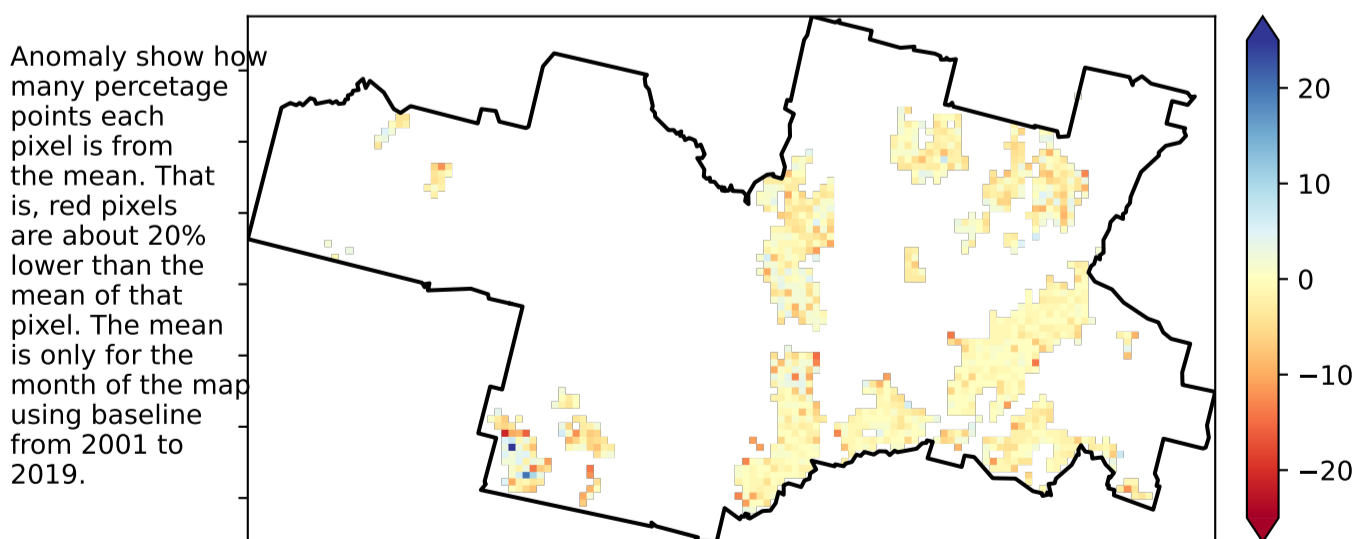 Anomaly show how
many percetage
points each
pixel is from
the mean. That
is, red pixels
are about 20%
lower than the
mean of that
pixel. The mean
is only for the
month of the map
using baseline
from 2001 to
2019.
20
10
0
−10
−20